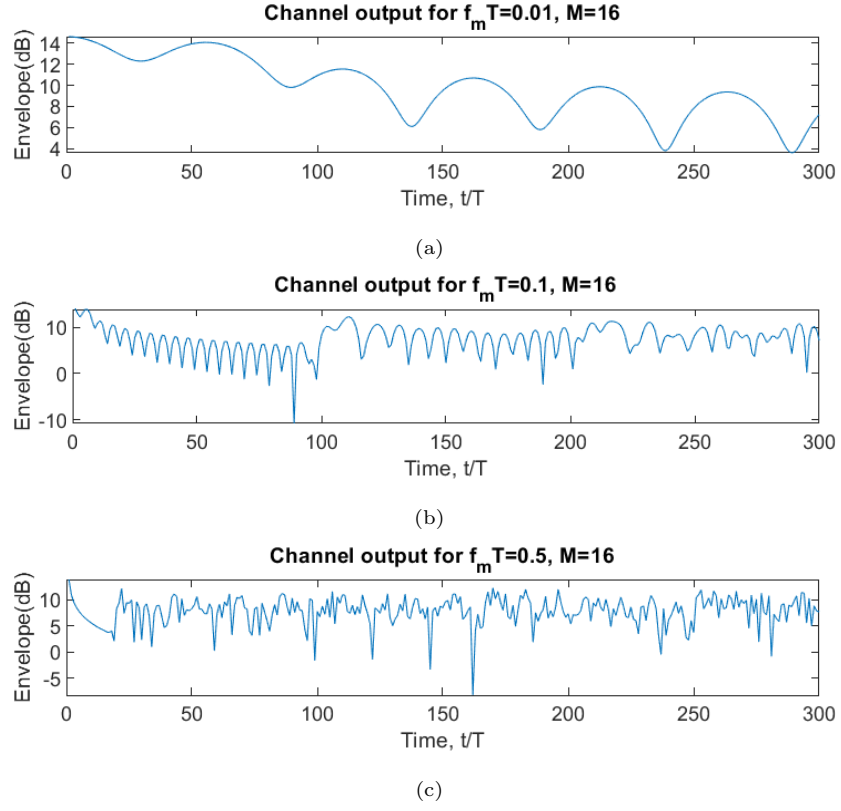 Channel output for fmT=0.01, M=16
Envelope(dB)
14
12
10
8
6
4
0 50 100 150 200 250 300
Time, t/T
(a)
Channel output for fmT=0.1, M=16
Envelope(dB)
10
0
-10
0 50 100 150 200 250 300
Time, t/T
(b)
Channel output for fmT=0.5, M=16
Envelope(dB)
10
5
0
-5
0 50 100 150 200 250 300
Time, t/T
(c)